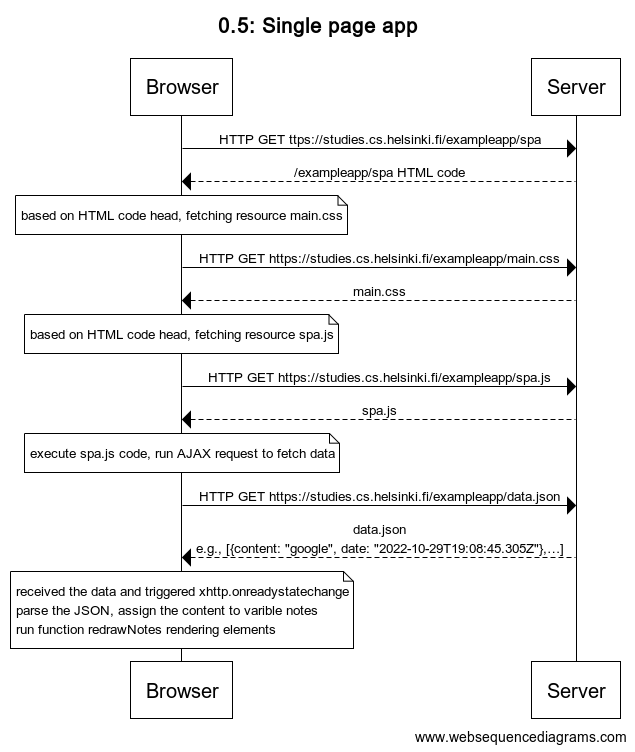 0.5: Single page app
Browser
Server
HTTP GET ttps://studies.cs.helsinki.fi/exampleapp/spa
/exampleapp/spa HTML code
based on HTML code head, fetching resource main.css
HTTP GET https://studies.cs.helsinki.fi/exampleapp/main.css
main.css
based on HTML code head, fetching resource spa.js
HTTP GET https://studies.cs.helsinki.fi/exampleapp/spa.js
spa.js
execute spa.js code, run AJAX request to fetch data
HTTP GET https://studies.cs.helsinki.fi/exampleapp/data.json
data.json
e.g., [{content: "google", date: "2022-10-29T19:08:45.305Z"},...]
received the data and triggered xhttp.onreadystatechange
parse the JSON, assign the content to varible notes
run function redrawNotes rendering elements
Browser
Server
www.websequencediagrams.com